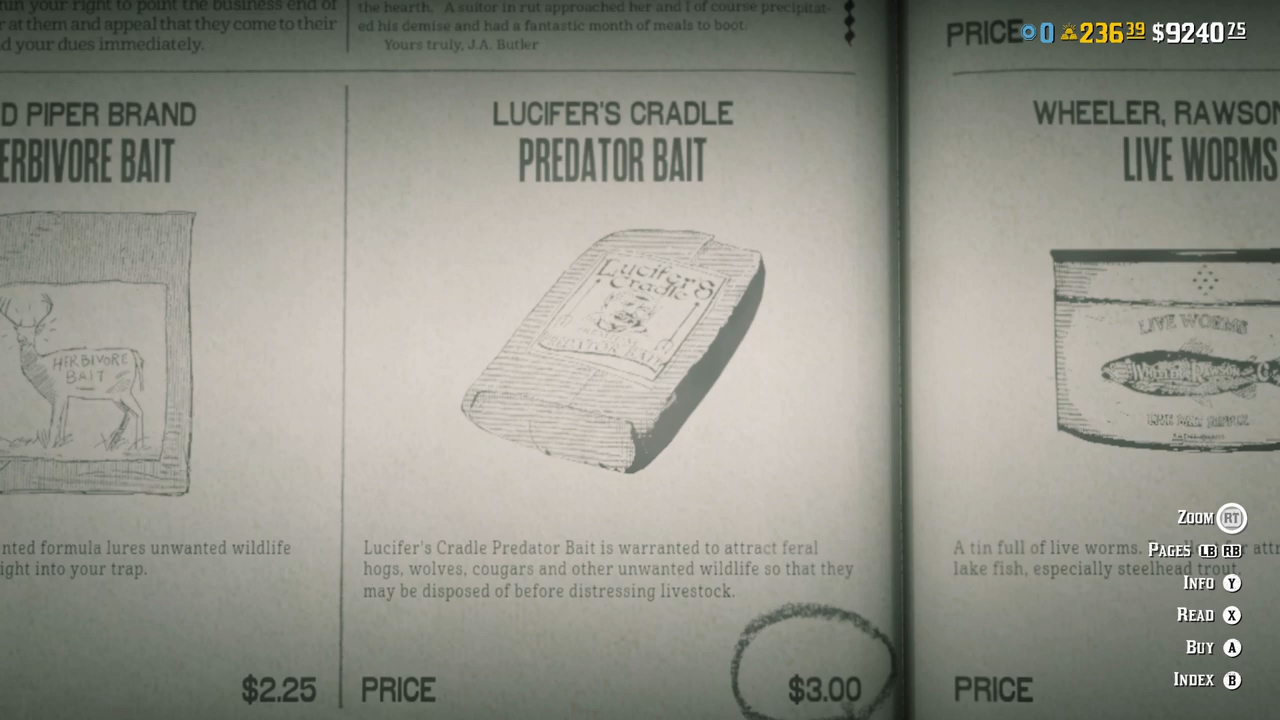 run your right to point the business end of
r at them and appeal that they come to their
d your dues immediately.
the hearth. A suitor in rut approached her and I of course precipitat-
ed his demise and had a fantastic month of meals to boot.
Yours truly, J.A. Butler
PRICE
0 236 39 $9240 75
D PIPER BRAND
ERBIVORE BAIT
HERBIVORE
BAIT
nted formula lures unwanted wildlife
ight into your trap.
$2.25
LUCIFER'S CRADLE
PREDATOR BAIT
Lucifer's
Cradle
PREDATOR BAIT
Lucifer's Cradle Predator Bait is warranted to attract feral
hogs, wolves, cougars and other unwanted wildlife so that they
may be disposed of before distressing livestock.
PRICE $3.00
WHEELER, RAWSON
LIVE WORMS
LIVE WORMS
Wheeler, Rawson
A tin full of live worms.
lake fish, especially steelhead trout.
PRICE
ZOOM RT
PAGES LB RB
INFO Y
READ X
BUY A
INDEX B